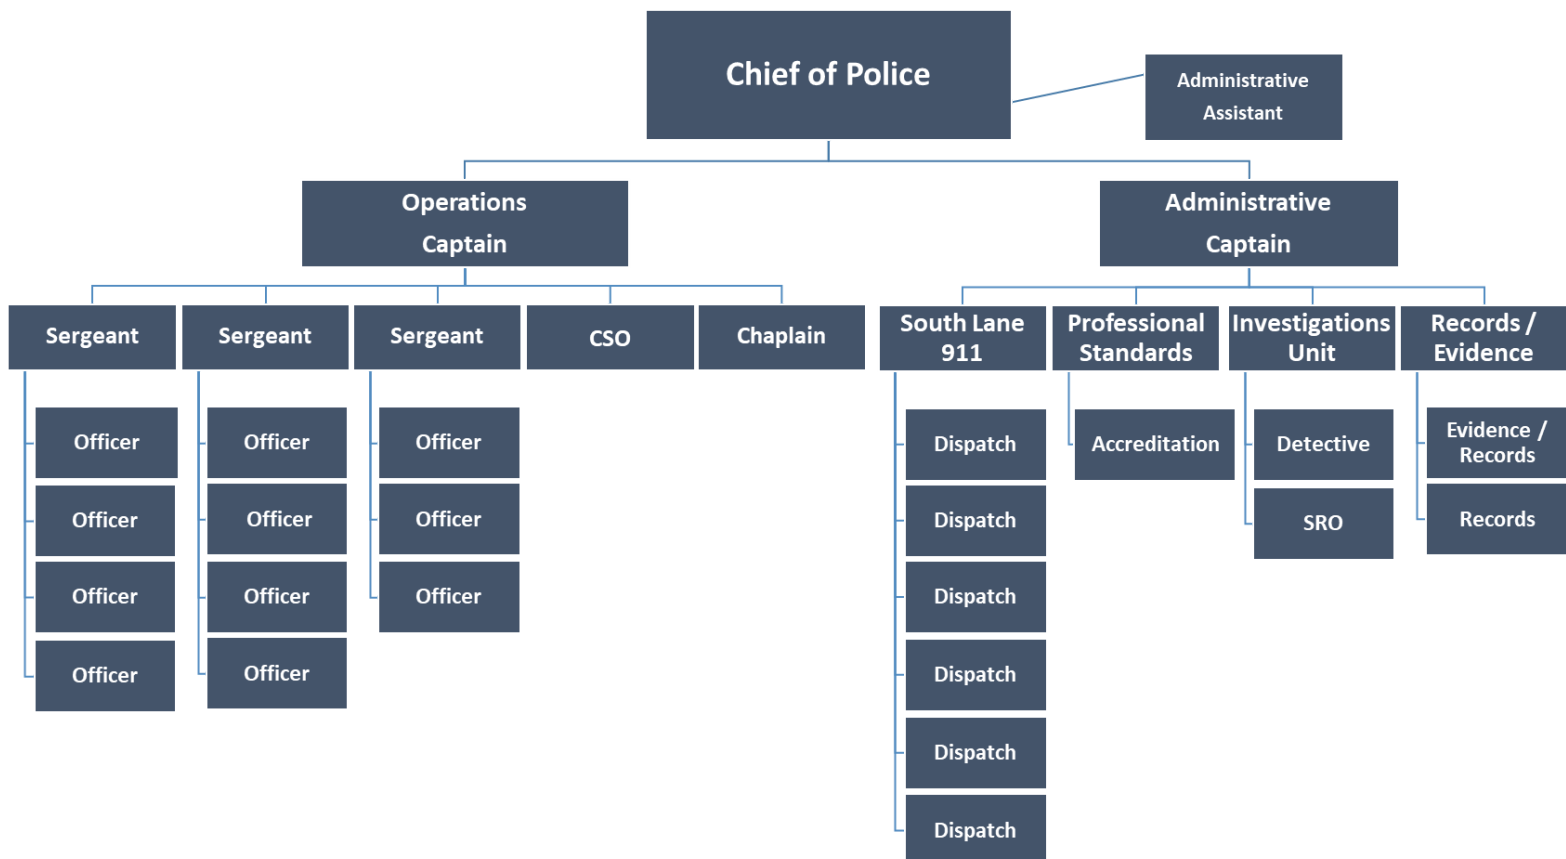 Chief of Police
Administrative
Assistant
Operations
Captain
Administrative
Captain
Sergeant
Sergeant
Sergeant
CSO
Chaplain
South Lane
911
Professional
Standards
Investigations
Unit
Records /
Evidence
Officer
Officer
Officer
Officer
Officer
Officer
Officer
Officer
Officer
Officer
Officer
Dispatch
Dispatch
Dispatch
Dispatch
Dispatch
Dispatch
Accreditation
Detective
SRO
Evidence /
Records
Records